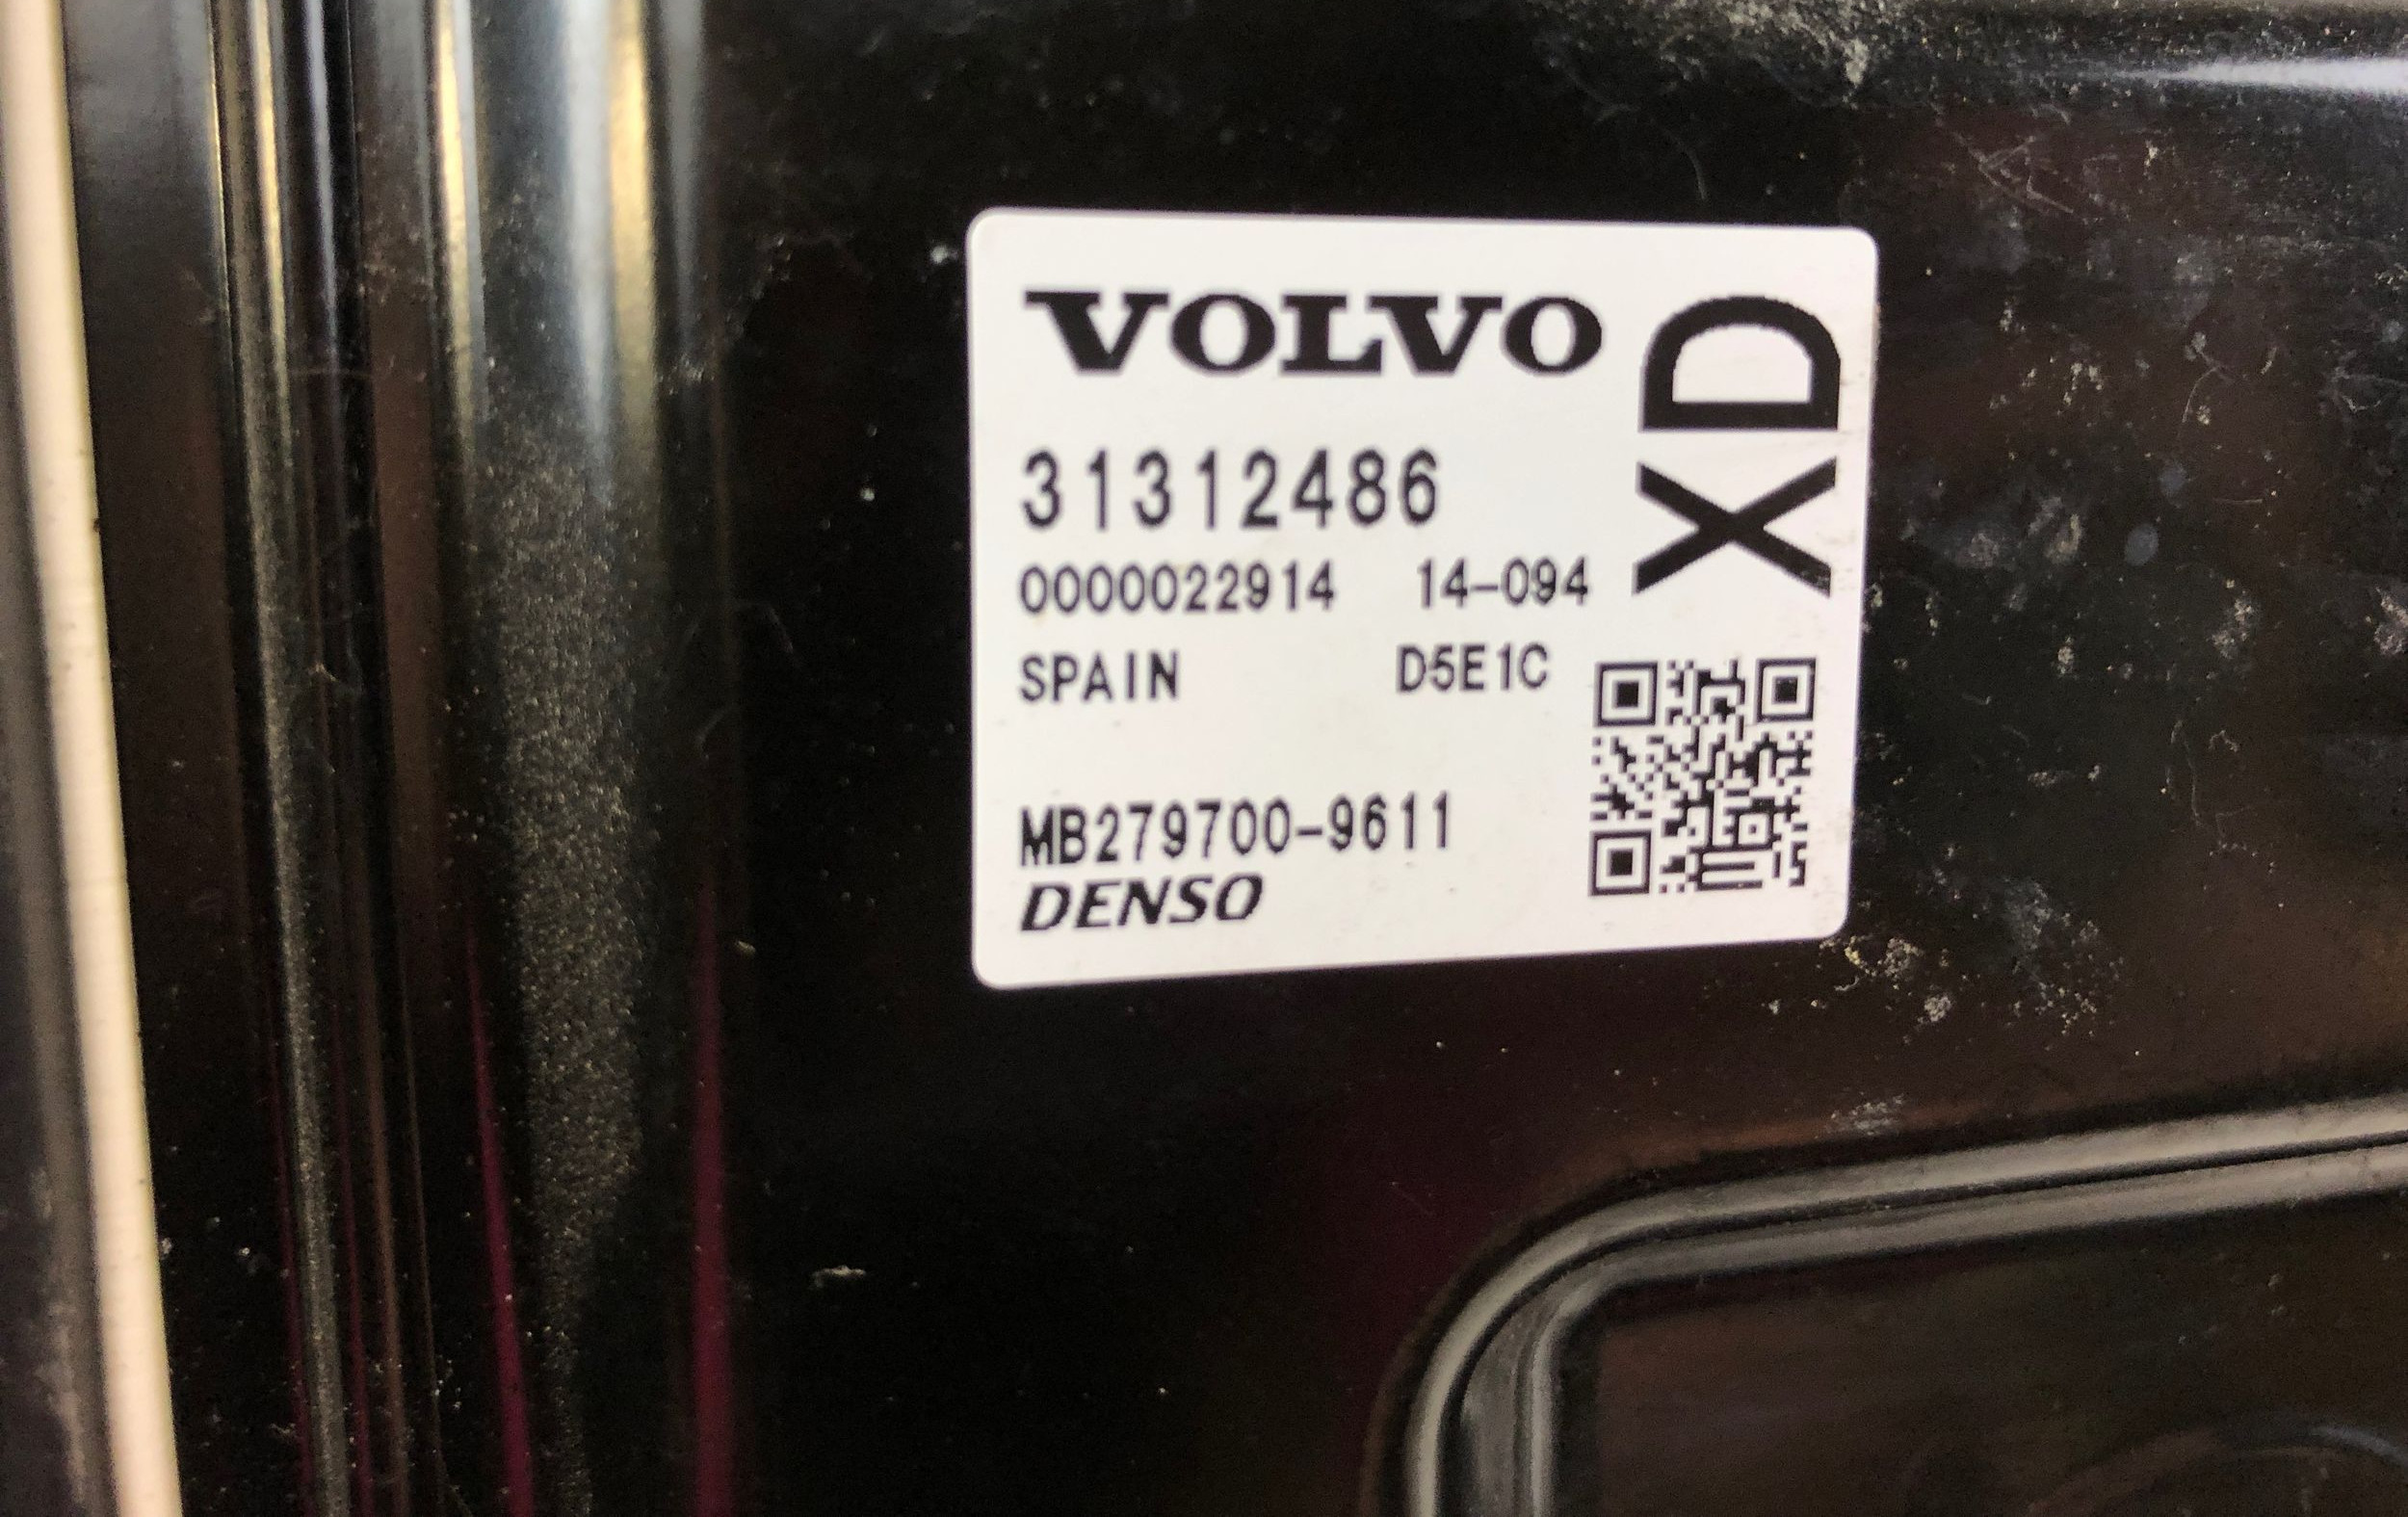 VOLVO
XD
31312486
0000022914 14-094
SPAIN D5E1C
MB279700-9611
DENSO